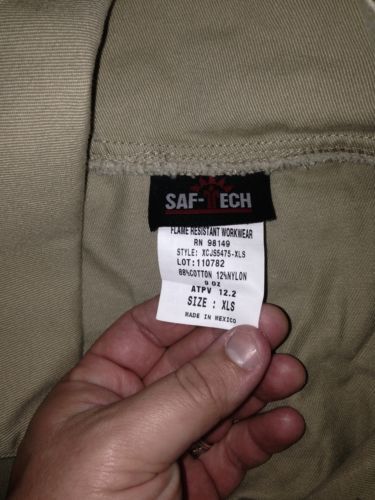 SAF-TECH
FLAME RESISTANT WORKWEAR
RN 98149
STYLE: XCJS5475-XLS
LOT: 110782
88%COTTON 12%NYLON
9 OZ
ATPV 12.2
SIZE : XLS
MADE IN MEXICO